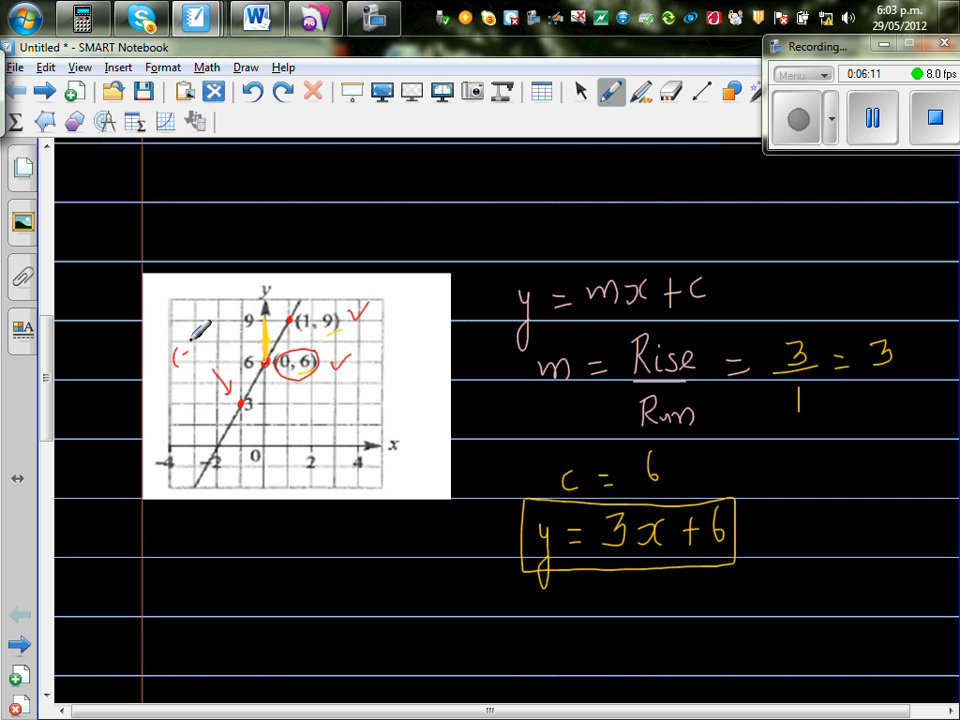 6:03 p.m.
29/05/2012
Untitled * - SMART Notebook
Recording...
File Edit View Insert Format Math Draw Help
Menu
0:06:11
8.0 fps
y
9 (1, 9)
6 (0, 6)
(-
3
-4 -2 0 2 4 x
y = mx + c
m = Rise/Run = 3/1 = 3
c = 6
y = 3x + 6